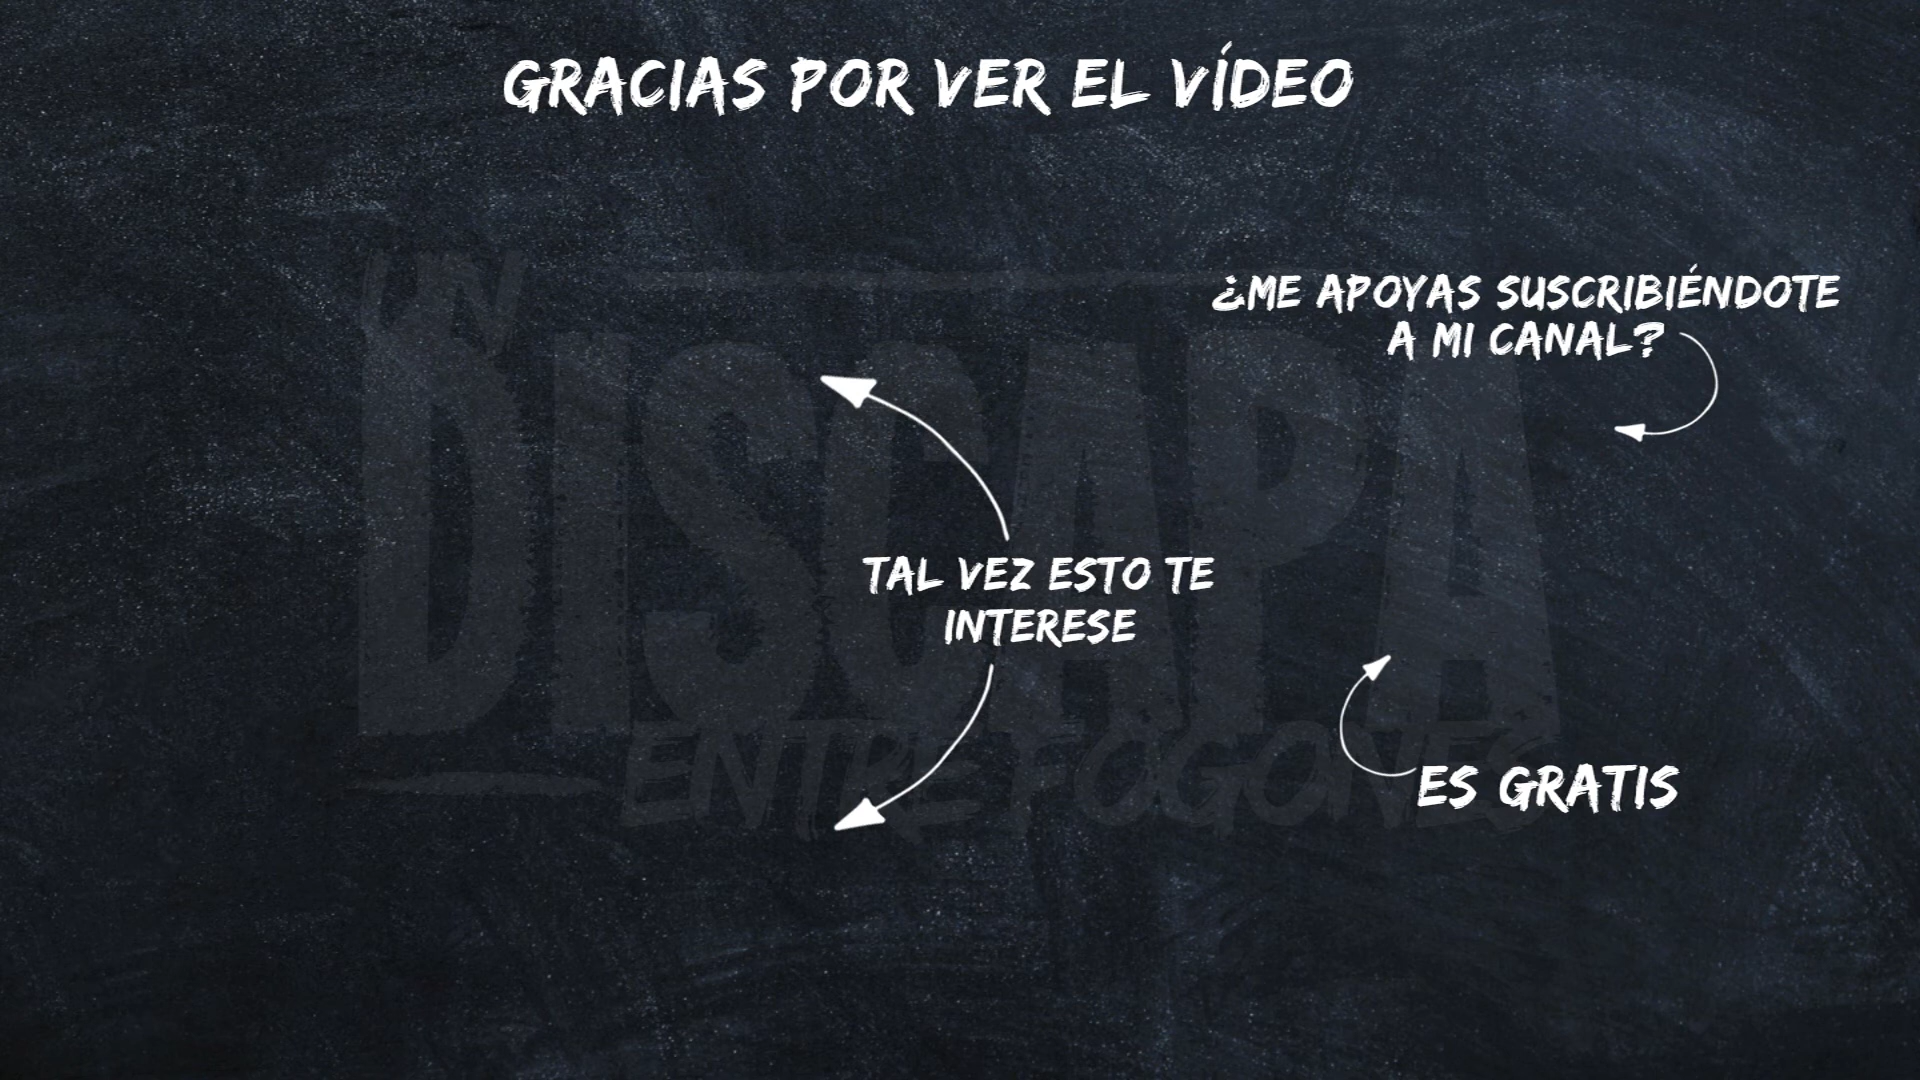 GRACIAS POR VER EL VÍDEO
¿ME APOYAS SUSCRIBIÉNDOTE
A MI CANAL?
TAL VEZ ESTO TE
INTERESE
ES GRATIS
UN
DISCAPA
ENTRE FOGONES